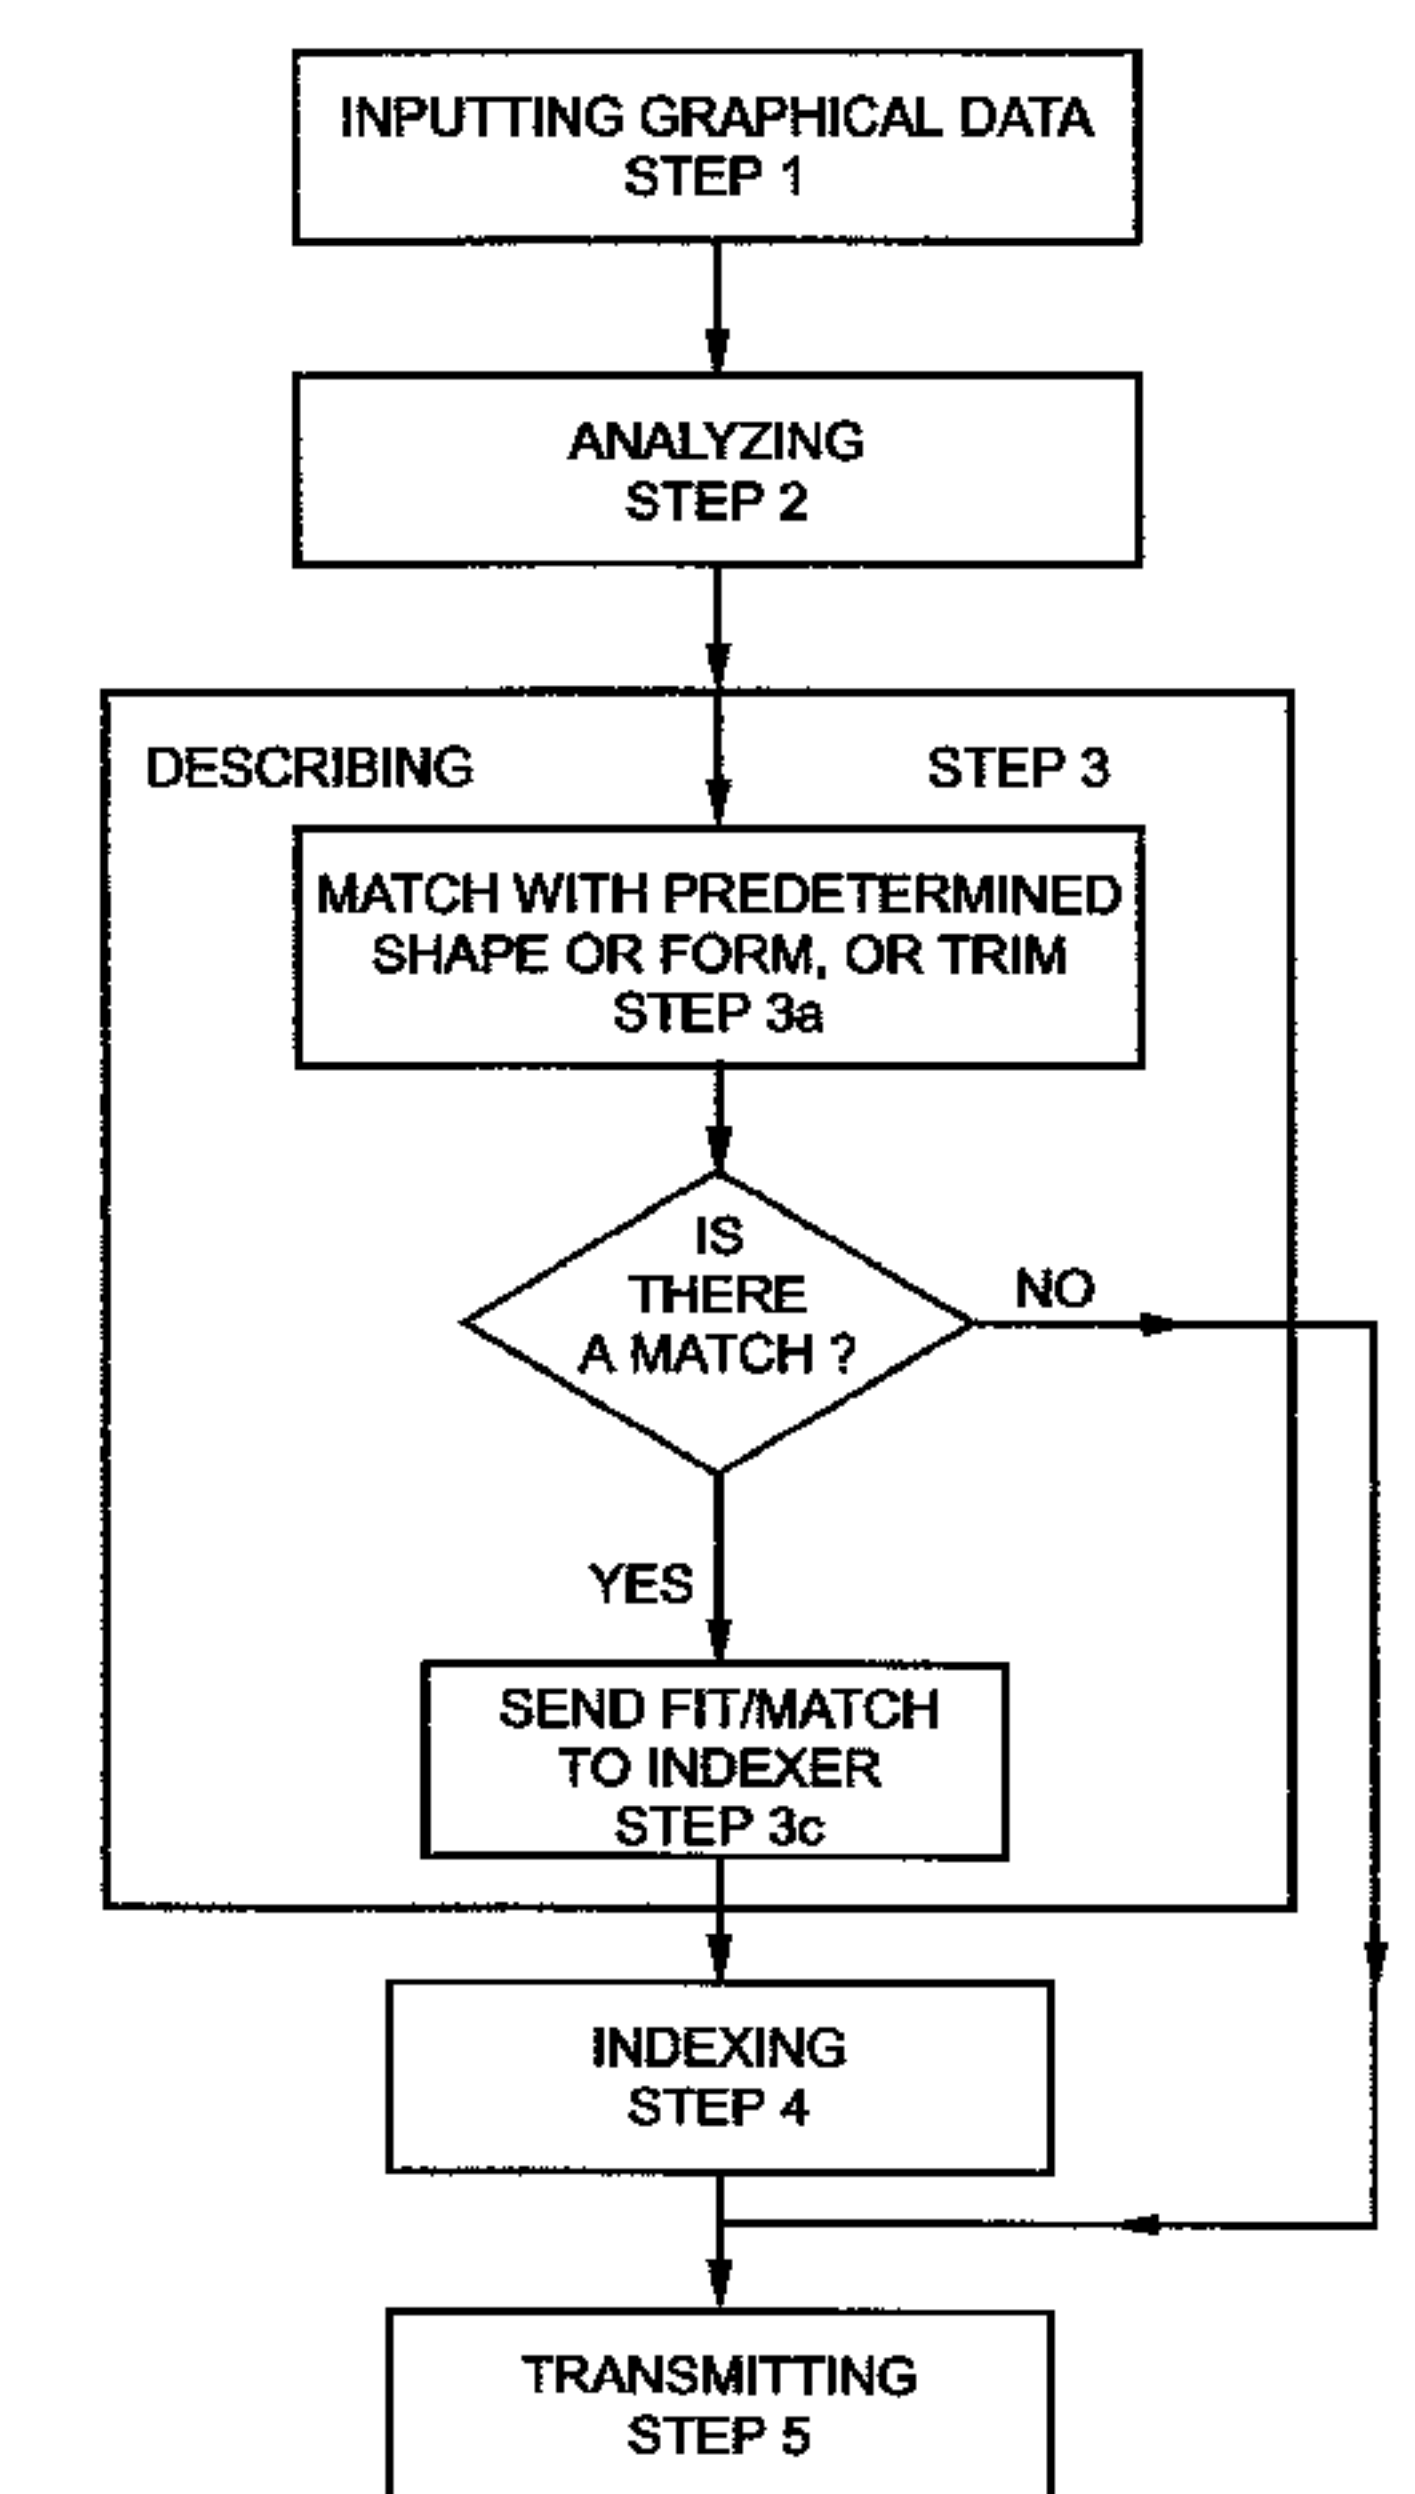 INPUTTING GRAPHICAL DATA
STEP 1
ANALYZING
STEP 2
DESCRIBING STEP 3
MATCH WITH PREDETERMINED
SHAPE OR FORM, OR TRIM
STEP 3a
IS
THERE
A MATCH ?
NO
YES
SEND FIT/MATCH
TO INDEXER
STEP 3c
INDEXING
STEP 4
TRANSMITTING
STEP 5